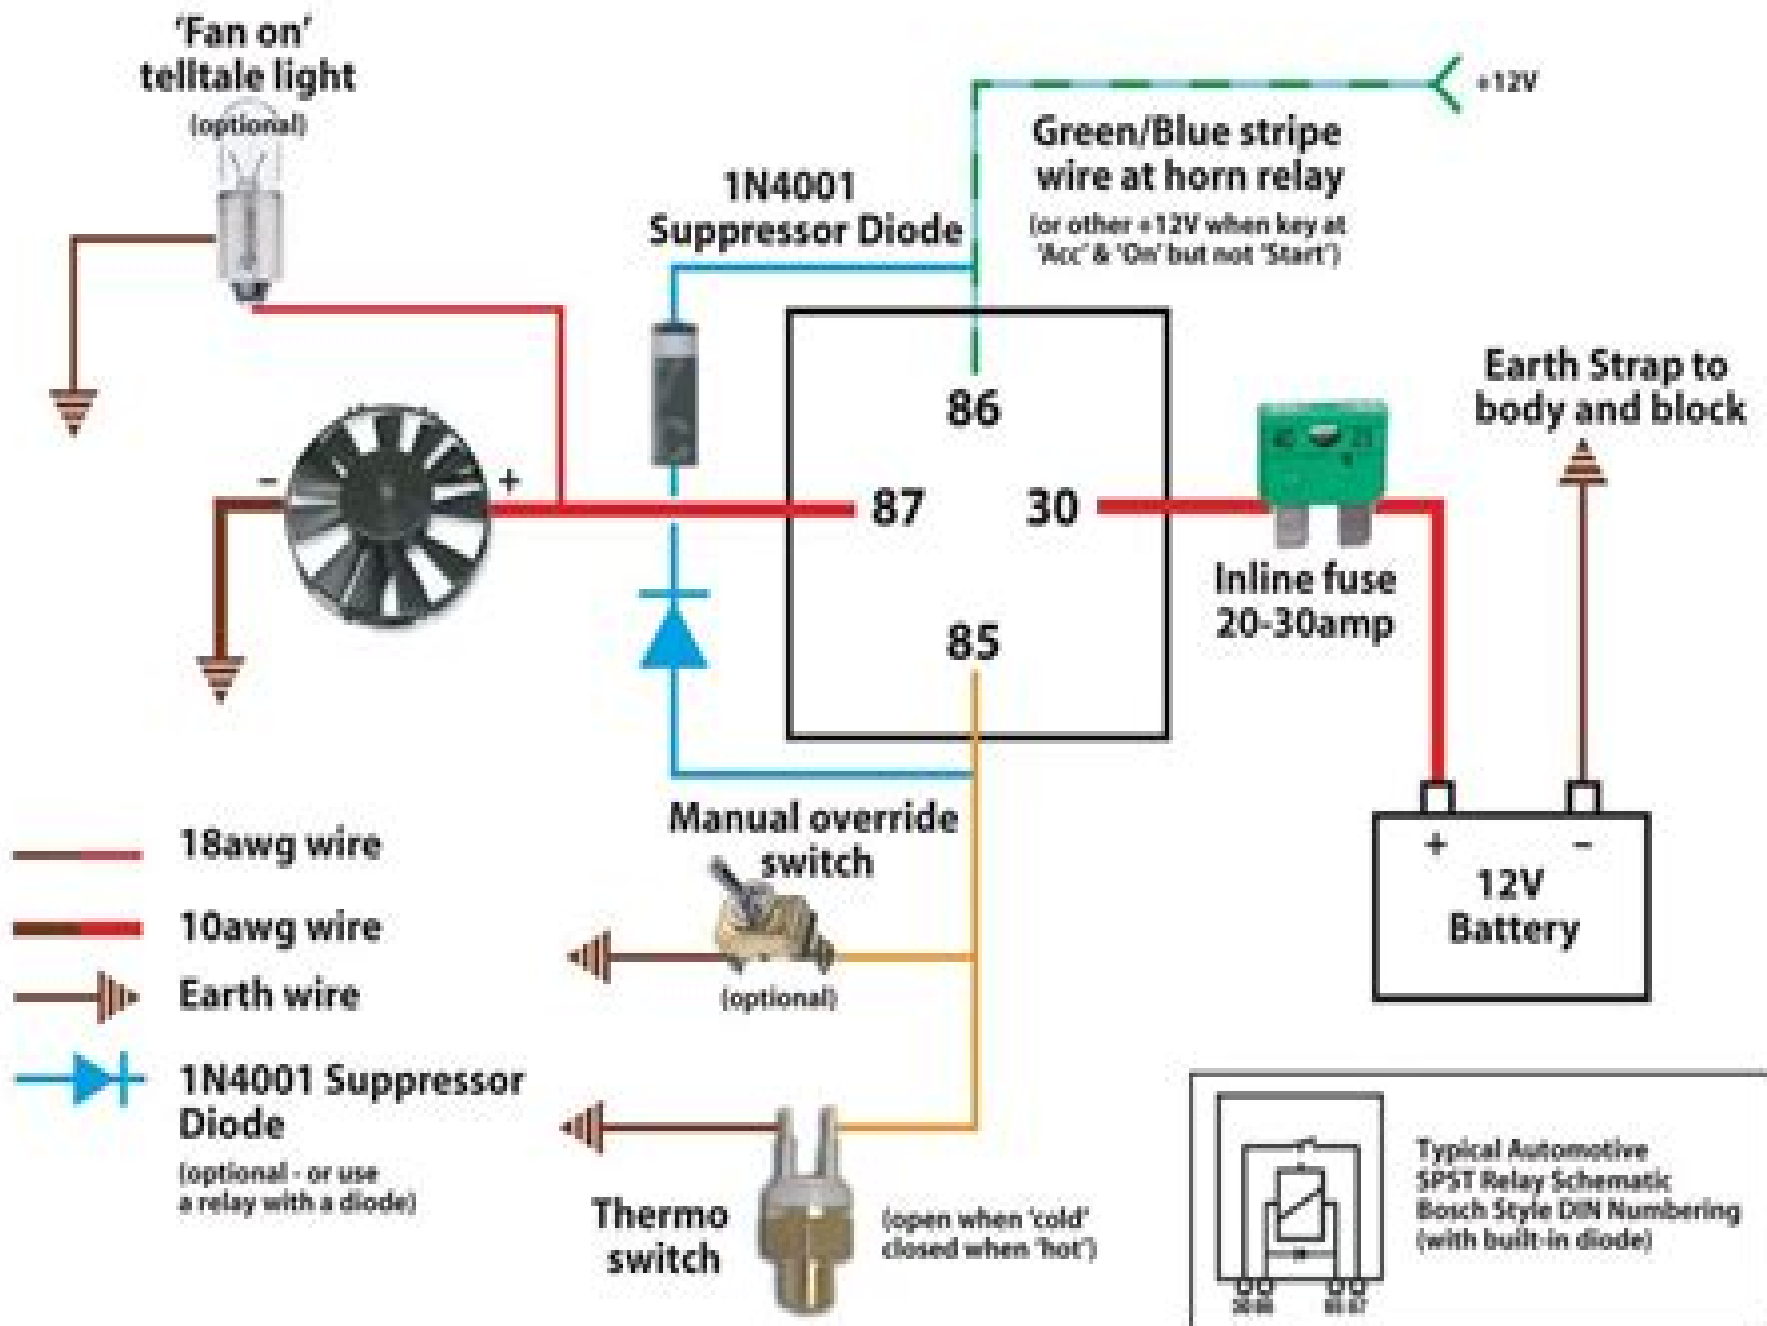 'Fan on'
telltale light
(optional)
+12V
Green/Blue stripe
wire at horn relay
(or other +12V when key at
'Acc' & 'On' but not 'Start')
1N4001
Suppressor Diode
86
87
30
85
-
+
Inline fuse
20-30amp
Earth Strap to
body and block
+
-
12V
Battery
Manual override
switch
(optional)
18awg wire
10awg wire
Earth wire
1N4001 Suppressor
Diode
(optional - or use
a relay with a diode)
Thermo
switch
(open when 'cold'
closed when 'hot')
Typical Automotive
SPST Relay Schematic
Bosch Style DIN Numbering
(with built-in diode)
30 86
85 87